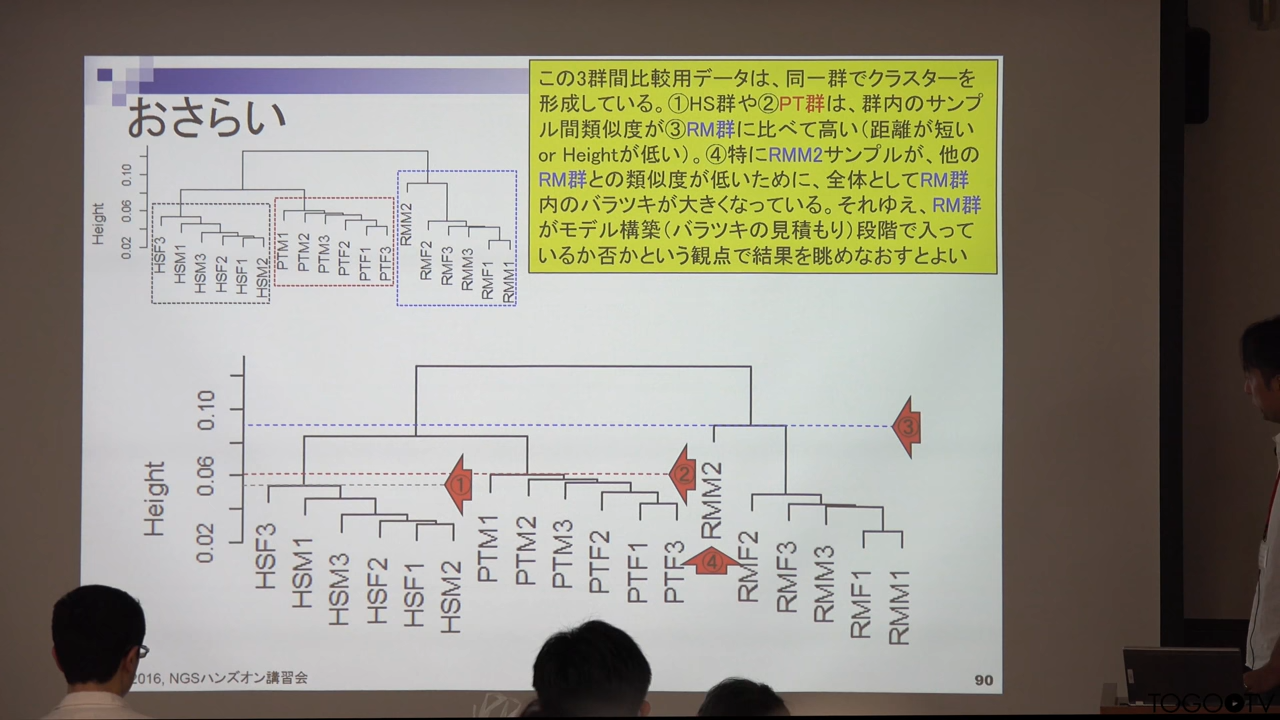 おさらい
この3群間比較用データは、同一群でクラスターを
形成している。①HS群や②PT群は、群内のサンプ
ル間類似度が③RM群に比べて高い(距離が短い
or Heightが低い)。④特にRMM2サンプルが、他の
RM群との類似度が低いために、全体としてRM群
内のバラツキが大きくなっている。それゆえ、RM群
がモデル構築(バラツキの見積もり)段階で入って
いるか否かという観点で結果を眺めなおすとよい
Height
0.10
0.06
0.02
HSF3
HSM1
HSM3
HSF2
HSF1
HSM2
PTM1
PTM2
PTM3
PTF2
PTF1
PTF3
RMM2
RMF2
RMF3
RMM3
RMF1
RMM1
Height
0.10
0.06
0.02
①
②
③
④
HSF3
HSM1
HSM3
HSF2
HSF1
HSM2
PTM1
PTM2
PTM3
PTF2
PTF1
PTF3
RMM2
RMF2
RMF3
RMM3
RMF1
RMM1
2016, NGSハンズオン講習会
90
TOGOTV